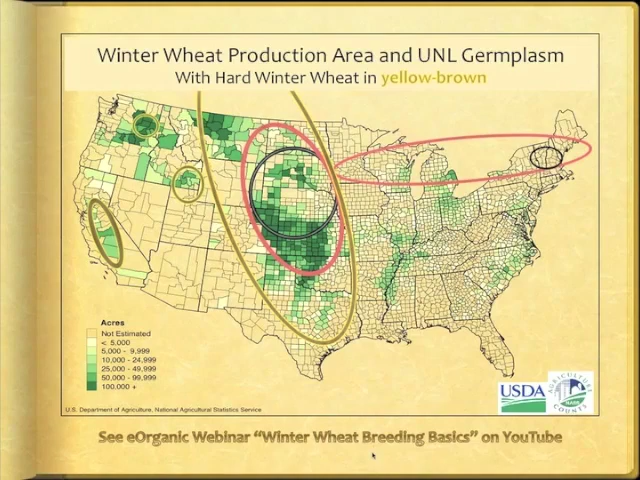 Winter Wheat Production Area and UNL Germplasm
With Hard Winter Wheat in yellow-brown
Acres
Not Estimated
< 5,000
5,000 - 9,999
10,000 - 24,999
25,000 - 49,999
50,000 - 99,999
100,000 +
U.S. Department of Agriculture, National Agricultural Statistics Service
USDA
AGRICULTURE
COUNTS
See eOrganic Webinar “Winter Wheat Breeding Basics” on YouTube